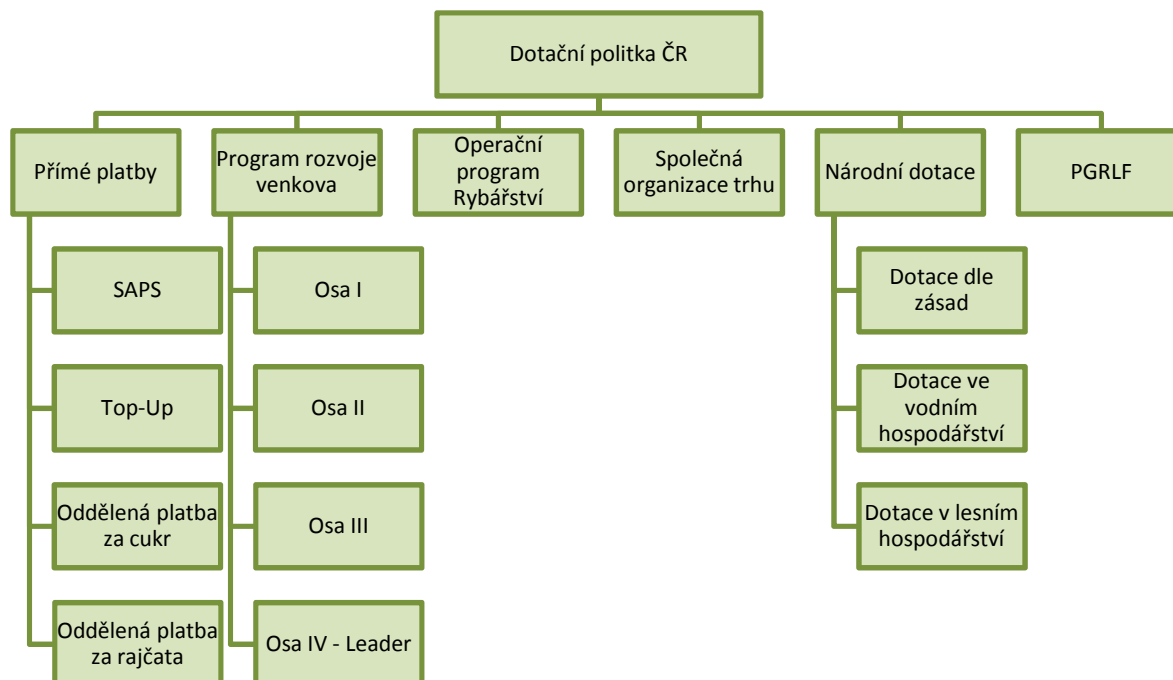 Dotační politka ČR
Přímé platby
Program rozvoje
venkova
Operační
program
Rybářství
Společná
organizace trhu
Národní dotace
PGRLF
SAPS
Top-Up
Oddělená platba
za cukr
Oddělená platba
za rajčata
Osa I
Osa II
Osa III
Osa IV - Leader
Dotace dle
zásad
Dotace ve
vodním
hospodářství
Dotace v lesním
hospodářství